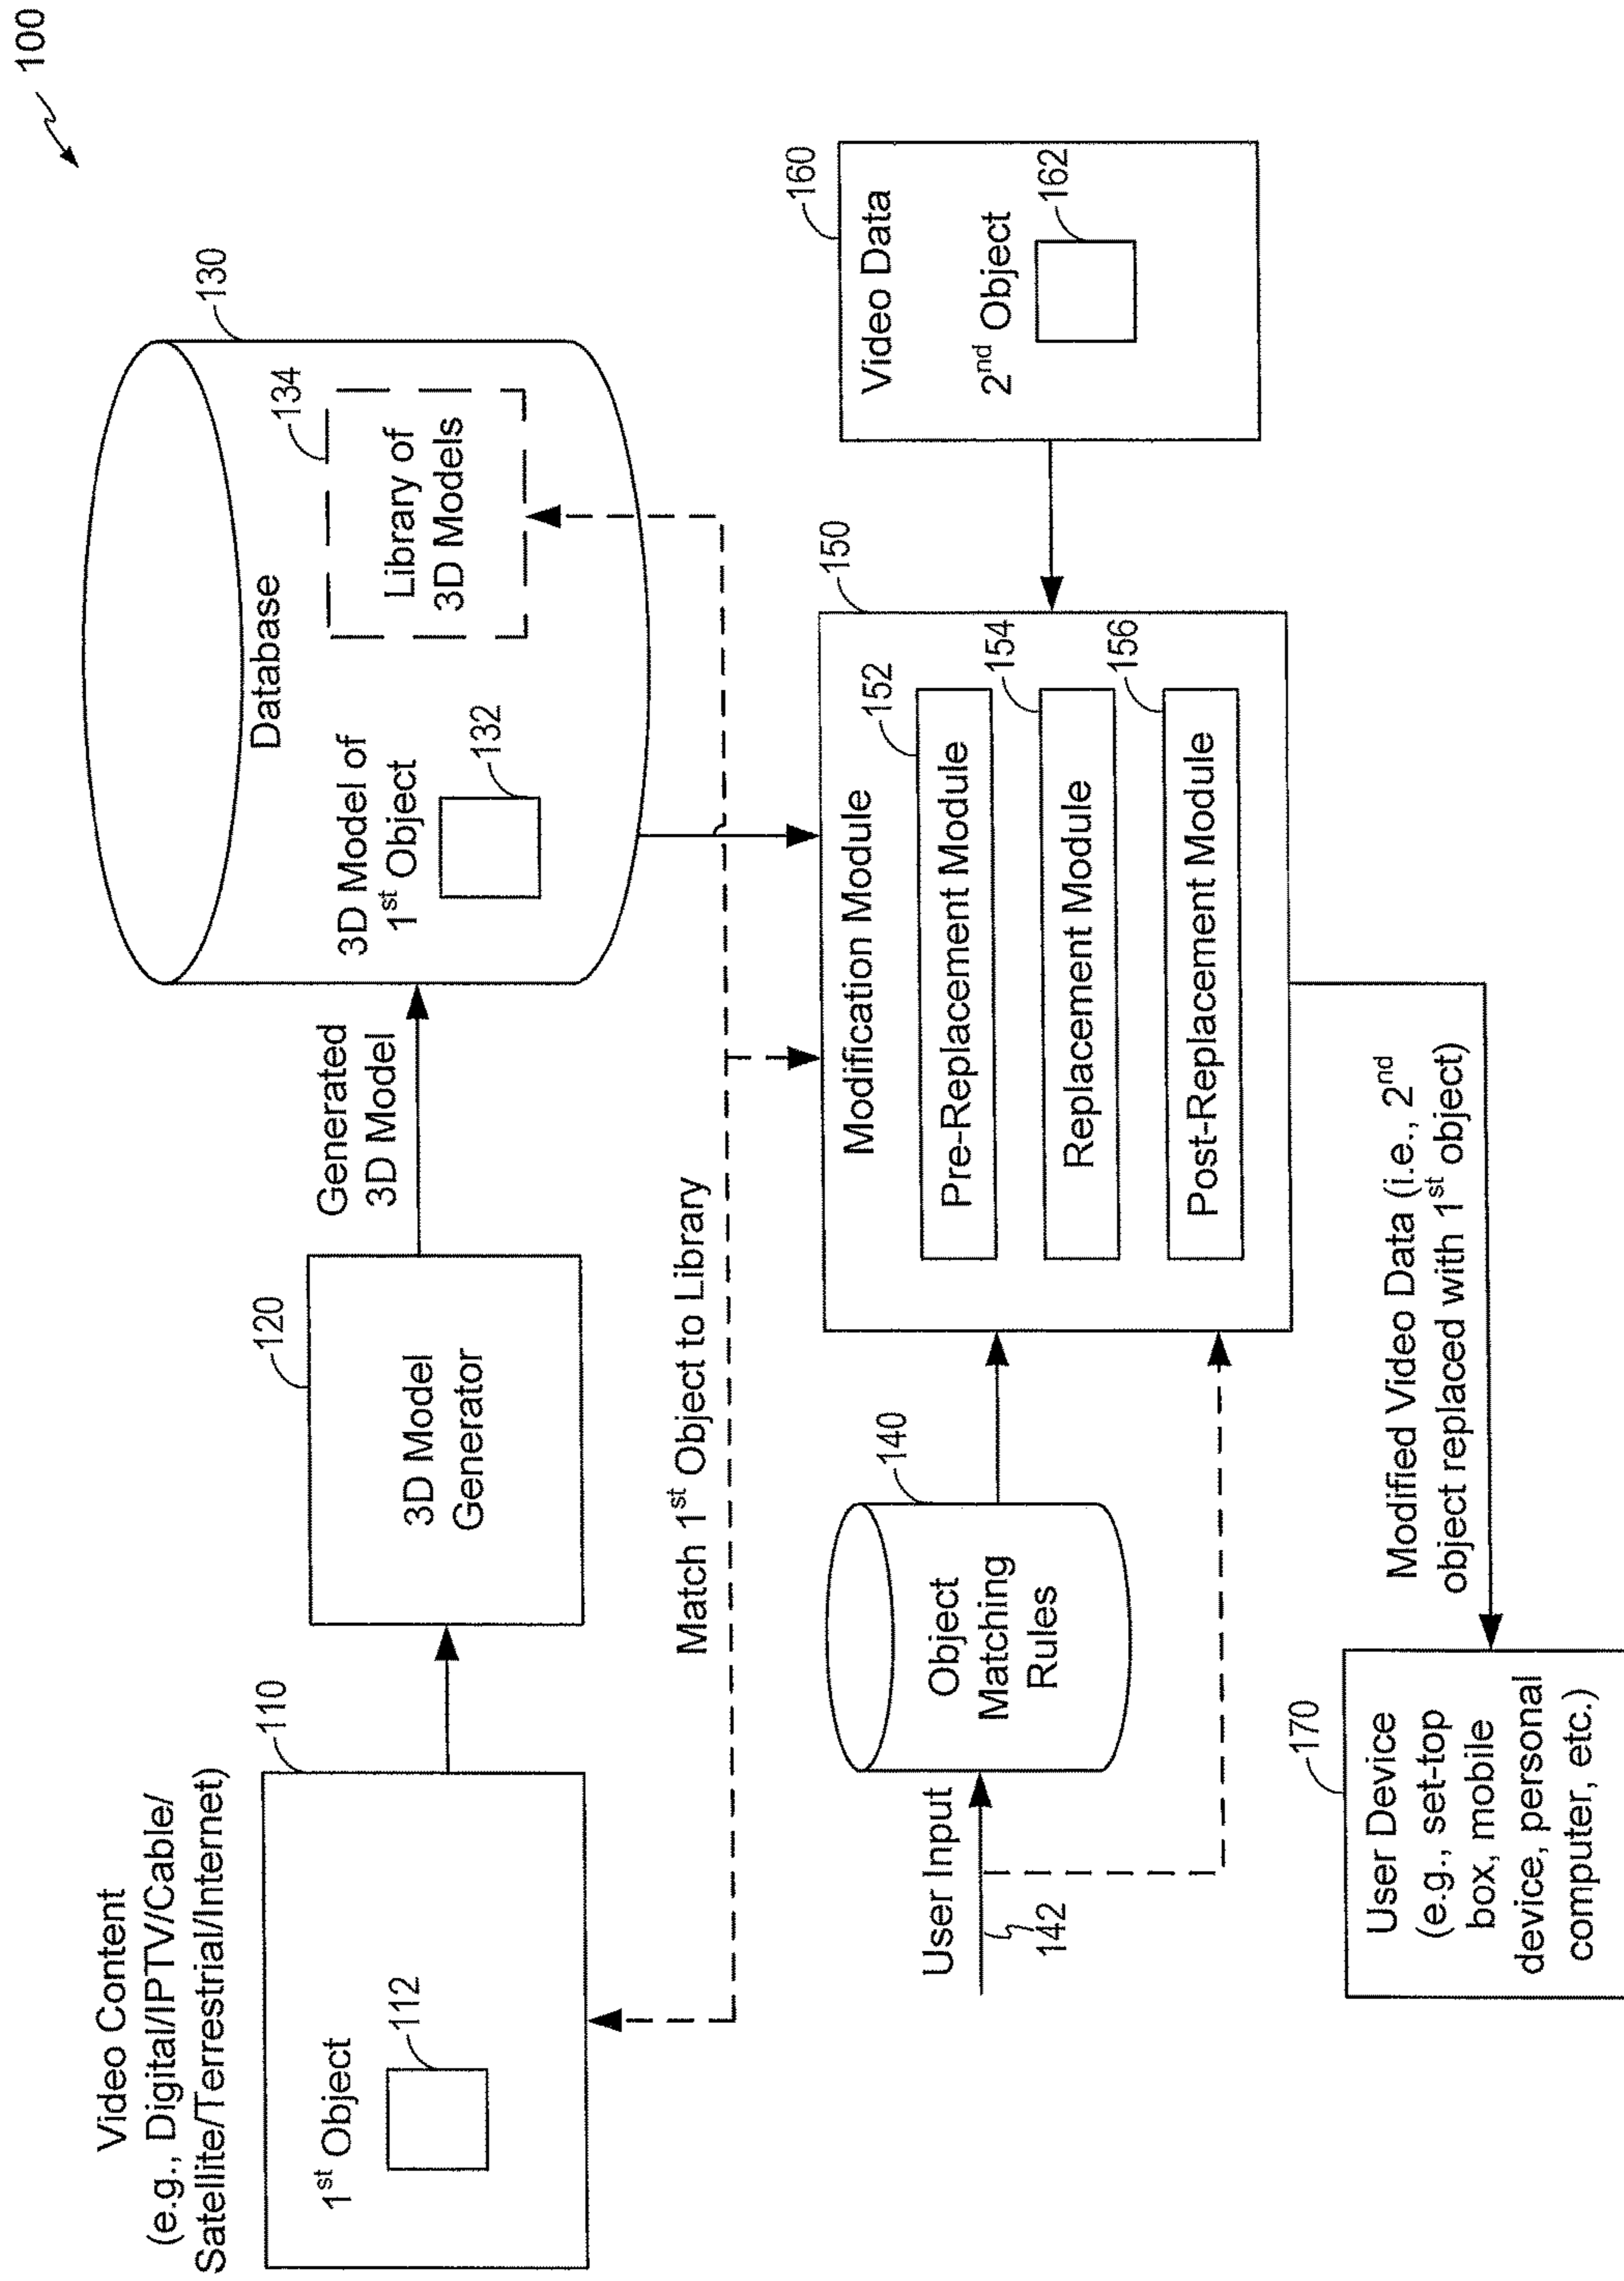 100
Video Content
(e.g., Digital/IPTV/Cable/
Satellite/Terrestrial/Internet)
110
1st Object
112
120
3D Model
Generator
Generated
3D Model
130
Database
3D Model of
1st Object
132
134
Library of
3D Models
Match 1st Object to Library
User Input
142
140
Object
Matching
Rules
150
Modification Module
152
Pre-Replacement Module
154
Replacement Module
156
Post-Replacement Module
160
Video Data
2nd Object
162
170
User Device
(e.g., set-top
box, mobile
device, personal
computer, etc.)
Modified Video Data (i.e., 2nd
object replaced with 1st object)